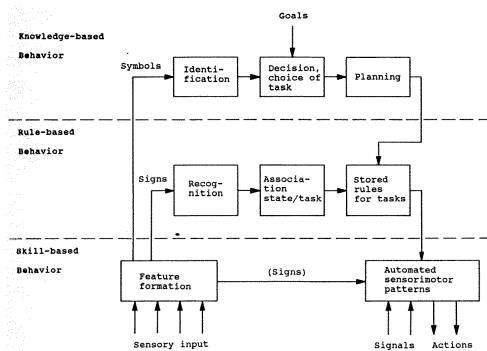 Goals
Knowledge-based
Behavior
Symbols
Identi-
fication
Decision,
choice of
task
Planning
Rule-based
Behavior
Signs
Recog-
nition
Associa-
tion
state/task
Stored
rules
for tasks
Skill-based
Behavior
Feature
formation
(Signs)
Automated
sensorimotor
patterns
Sensory input
Signals
Actions